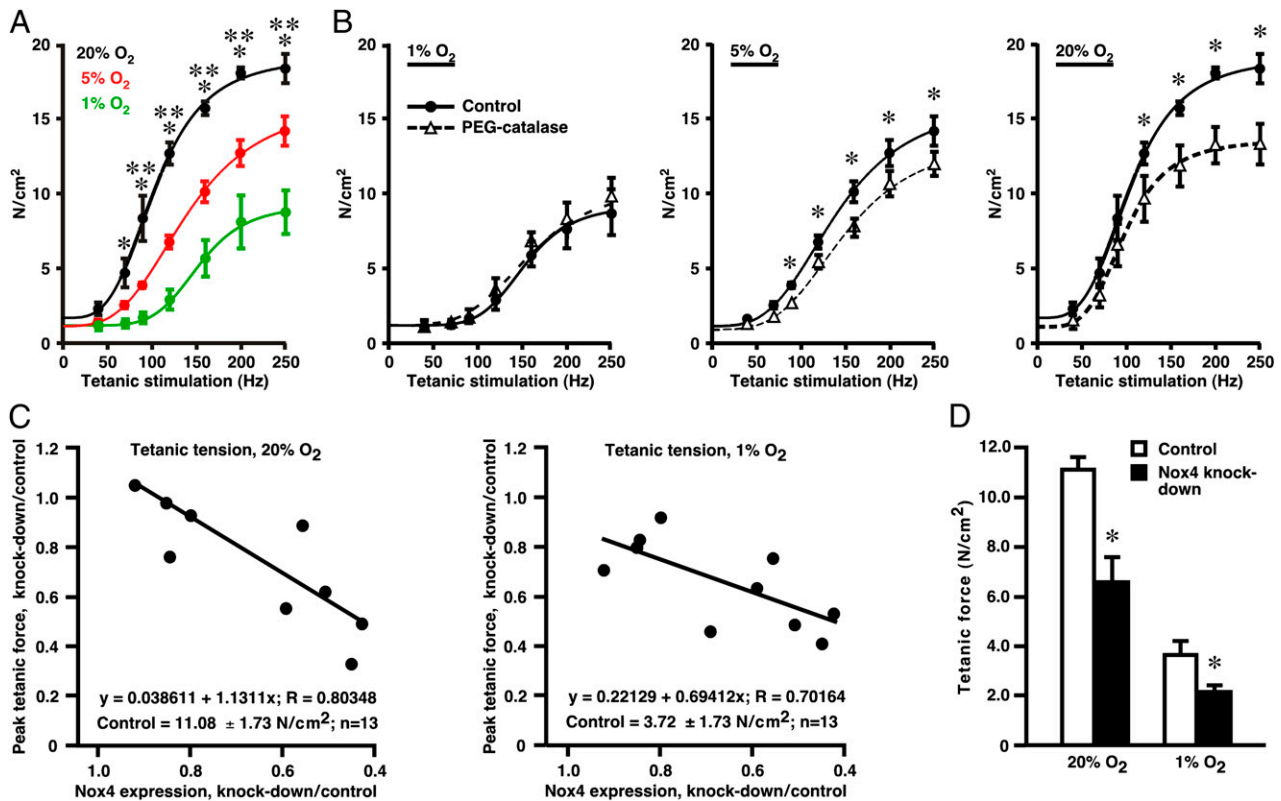 A
20% O2
5% O2
1% O2
* ** * ** * ** * ** * ** *
20
15
10
5
0
N/cm2
0 50 100 150 200 250
Tetanic stimulation (Hz)
B
1% O2
Control
PEG-catalase
20
15
10
5
0
N/cm2
0 50 100 150 200 250
Tetanic stimulation (Hz)
5% O2
* * * * *
20
15
10
5
0
N/cm2
0 50 100 150 200 250
Tetanic stimulation (Hz)
20% O2
* * * *
20
15
10
5
0
N/cm2
0 50 100 150 200 250
Tetanic stimulation (Hz)
C
Tetanic tension, 20% O2
1.2
1.0
0.8
0.6
0.4
0.2
0
Peak tetanic force, knock-down/control
y = 0.038611 + 1.1311x; R = 0.80348
Control = 11.08 ± 1.73 N/cm2; n=13
1.0 0.8 0.6 0.4
Nox4 expression, knock-down/control
Tetanic tension, 1% O2
1.2
1.0
0.8
0.6
0.4
0.2
0
Peak tetanic force, knock-down/control
y = 0.22129 + 0.69412x; R = 0.70164
Control = 3.72 ± 1.73 N/cm2; n=13
1.0 0.8 0.6 0.4
Nox4 expression, knock-down/control
D
Control
Nox4 knock-
down
12.0
10.0
8.0
6.0
4.0
2.0
0
Tetanic force (N/cm2)
* *
20% O2 1% O2